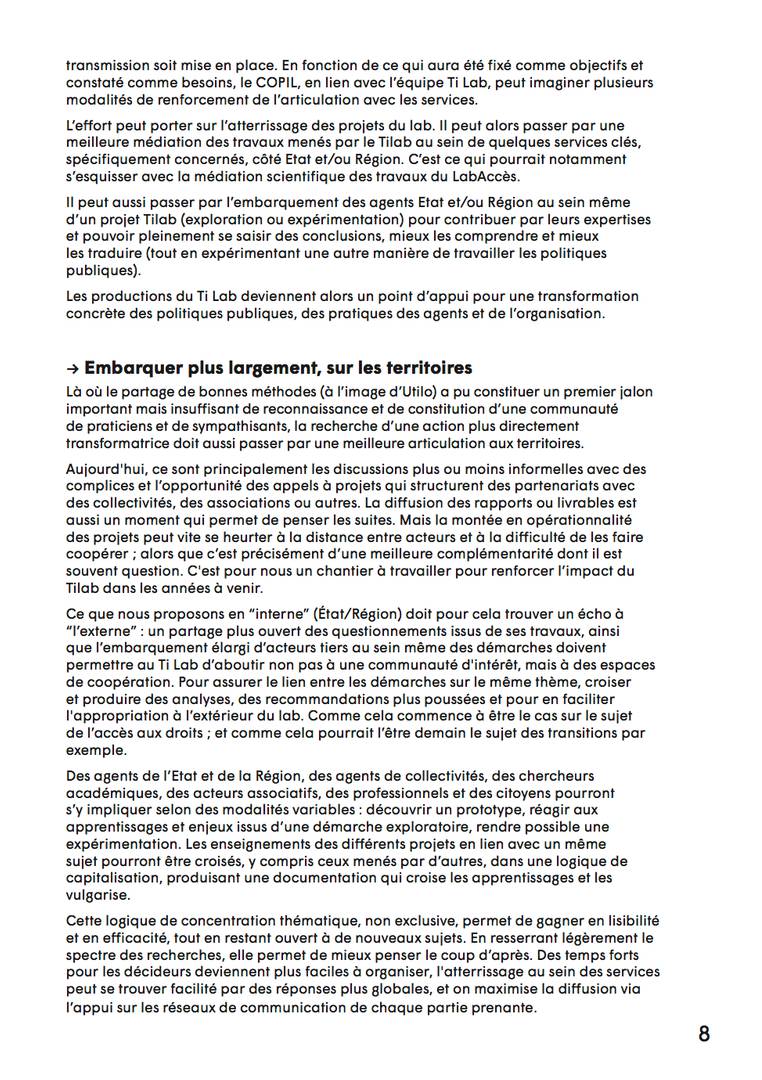 transmission soit mise en place. En fonction de ce qui aura été fixé comme objectifs et
constaté comme besoins, le COPIL, en lien avec l’équipe Ti Lab, peut imaginer plusieurs
modalités de renforcement de l’articulation avec les services.
L’effort peut porter sur l’atterrissage des projets du lab. Il peut alors passer par une
meilleure médiation des travaux menés par le Tilab au sein de quelques services clés,
spécifiquement concernés, côté Etat et/ou Région. C’est ce qui pourrait notamment
s’esquisser avec la médiation scientifique des travaux du LabAccès.
Il peut aussi passer par l’embarquement des agents Etat et/ou Région au sein même
d’un projet Tilab (exploration ou expérimentation) pour contribuer par leurs expertises
et pouvoir pleinement se saisir des conclusions, mieux les comprendre et mieux
les traduire (tout en expérimentant une autre manière de travailler les politiques
publiques).
Les productions du Ti Lab deviennent alors un point d’appui pour une transformation
concrète des politiques publiques, des pratiques des agents et de l’organisation.
→ Embarquer plus largement, sur les territoires
Là où le partage de bonnes méthodes (à l’image d’Utilo) a pu constituer un premier jalon
important mais insuffisant de reconnaissance et de constitution d’une communauté
de praticiens et de sympathisants, la recherche d’une action plus directement
transformatrice doit aussi passer par une meilleure articulation aux territoires.
Aujourd'hui, ce sont principalement les discussions plus ou moins informelles avec des
complices et l’opportunité des appels à projets qui structurent des partenariats avec
des collectivités, des associations ou autres. La diffusion des rapports ou livrables est
aussi un moment qui permet de penser les suites. Mais la montée en opérationnalité
des projets peut vite se heurter à la distance entre acteurs et à la difficulté de les faire
coopérer ; alors que c’est précisément d’une meilleure complémentarité dont il est
souvent question. C'est pour nous un chantier à travailler pour renforcer l’impact du
Tilab dans les années à venir.
Ce que nous proposons en “interne” (État/Région) doit pour cela trouver un écho à
“l’externe” : un partage plus ouvert des questionnements issus de ses travaux, ainsi
que l’embarquement élargi d’acteurs tiers au sein même des démarches doivent
permettre au Ti Lab d’aboutir non pas à une communauté d'intérêt, mais à des espaces
de coopération. Pour assurer le lien entre les démarches sur le même thème, croiser
et produire des analyses, des recommandations plus poussées et pour en faciliter
l'appropriation à l’extérieur du lab. Comme cela commence à être le cas sur le sujet
de l’accès aux droits ; et comme cela pourrait l’être demain le sujet des transitions par
exemple.
Des agents de l’Etat et de la Région, des agents de collectivités, des chercheurs
académiques, des acteurs associatifs, des professionnels et des citoyens pourront
s’y impliquer selon des modalités variables : découvrir un prototype, réagir aux
apprentissages et enjeux issus d’une démarche exploratoire, rendre possible une
expérimentation. Les enseignements des différents projets en lien avec un même
sujet pourront être croisés, y compris ceux menés par d’autres, dans une logique de
capitalisation, produisant une documentation qui croise les apprentissages et les
vulgarise.
Cette logique de concentration thématique, non exclusive, permet de gagner en lisibilité
et en efficacité, tout en restant ouvert à de nouveaux sujets. En resserrant légèrement le
spectre des recherches, elle permet de mieux penser le coup d’après. Des temps forts
pour les décideurs deviennent plus faciles à organiser, l'atterrissage au sein des services
peut se trouver facilité par des réponses plus globales, et on maximise la diffusion via
l’appui sur les réseaux de communication de chaque partie prenante.
8